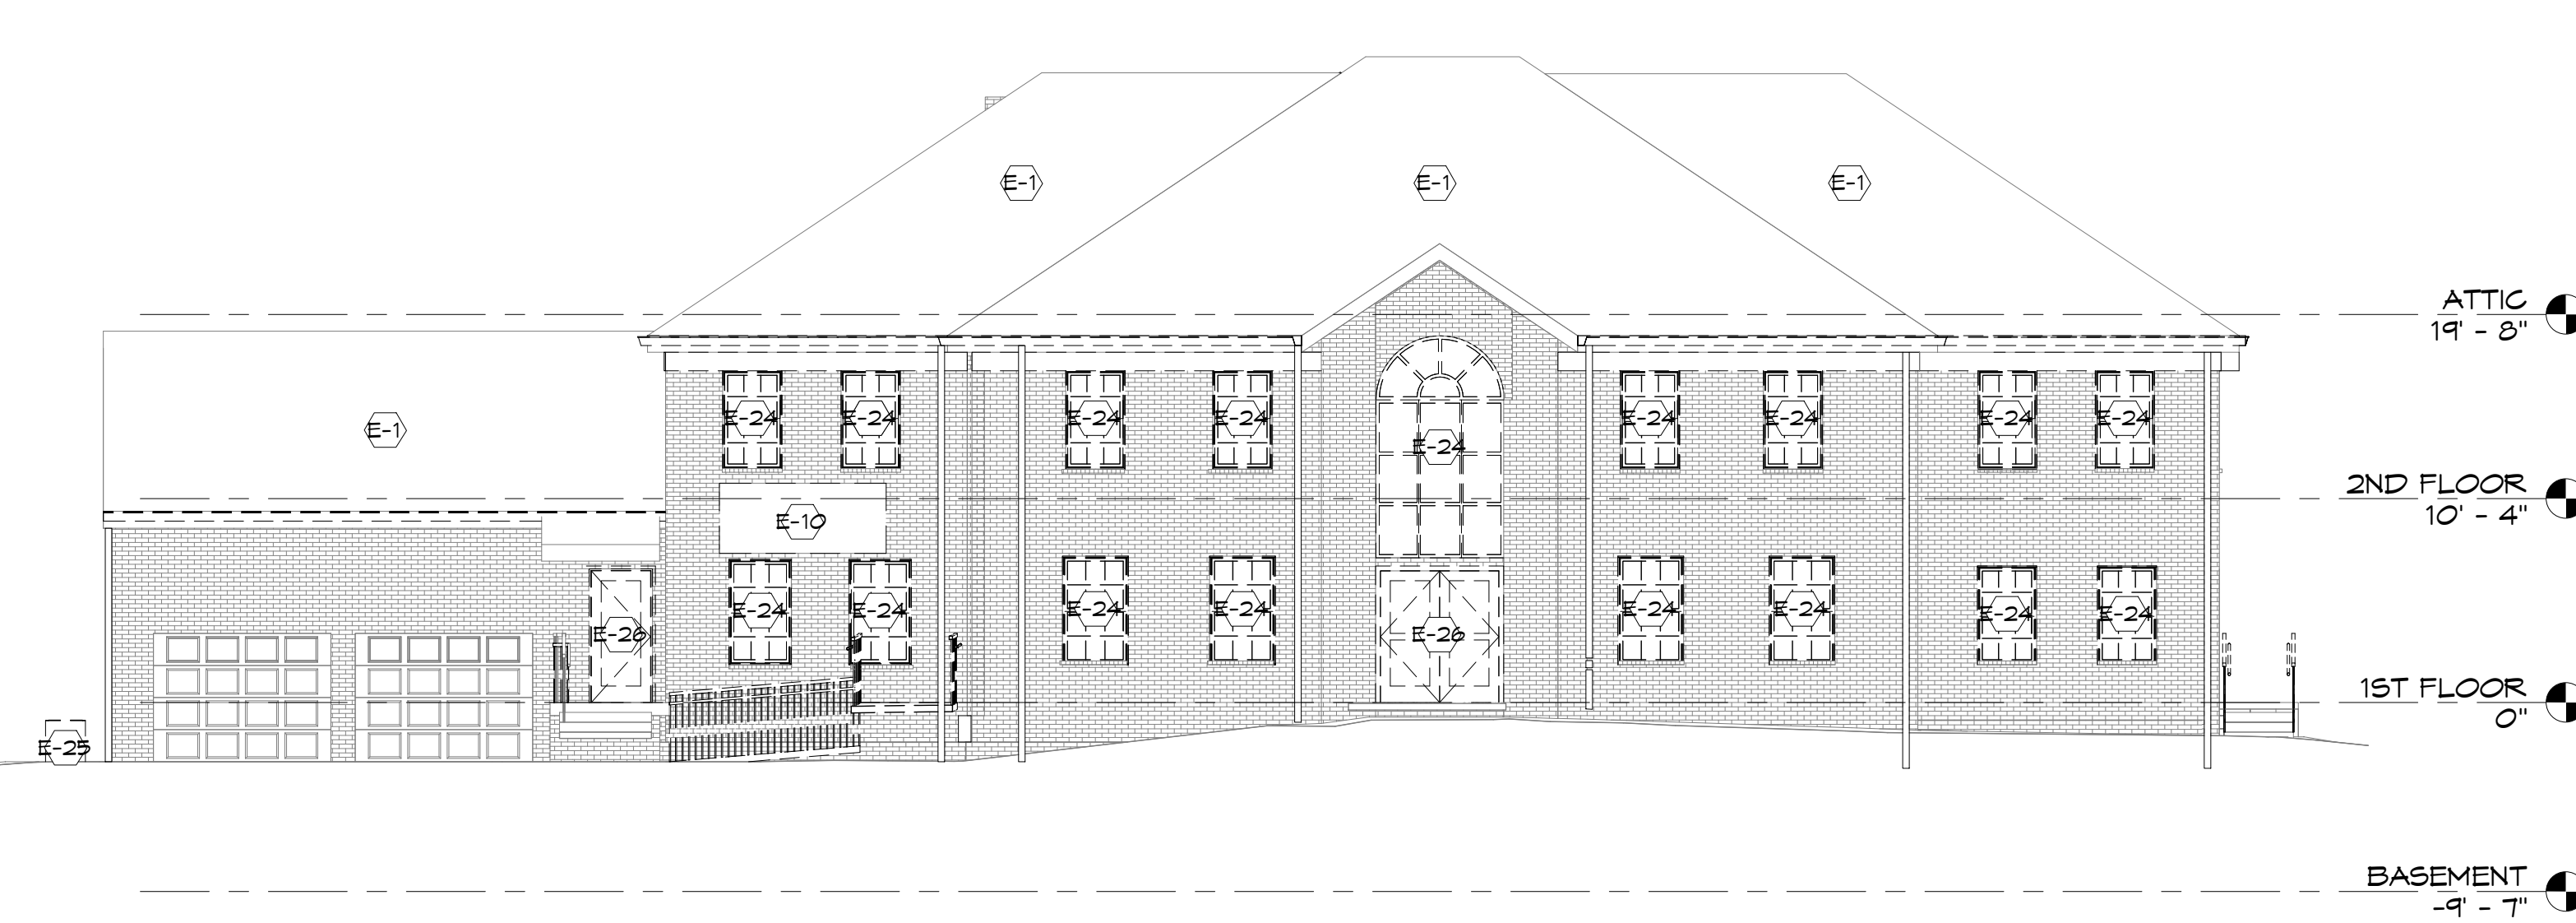 E-1 E-1 E-1
ATTIC
19' - 8"
E-1
E-24 E-24 E-24 E-24 E-24 E-24 E-24 E-24
E-24
2ND FLOOR
10' - 4"
E-10
E-24 E-24 E-24 E-24 E-24 E-24 E-24 E-24
E-26 E-26
1ST FLOOR
0"
E-25
BASEMENT
-9' - 7"